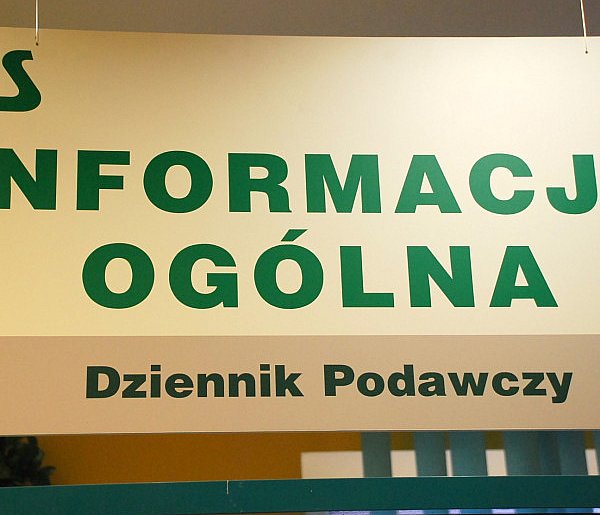 S
NFORMACJ
OGÓLNA
Dziennik Podawczy